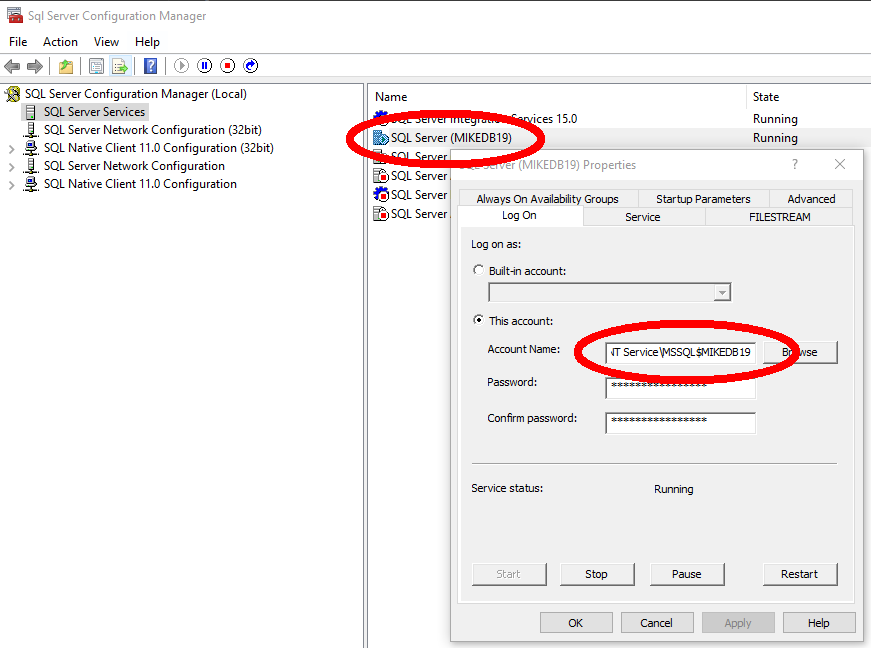 Sql Server Configuration Manager
File Action View Help
SQL Server Configuration Manager (Local)
SQL Server Services
SQL Server Network Configuration (32bit)
SQL Native Client 11.0 Configuration (32bit)
SQL Server Network Configuration
SQL Native Client 11.0 Configuration
Name State
SQL Server Integration Services 15.0 Running
SQL Server (MIKEDB19) Running
SQL Server
SQL Server
SQL Server
SQL Server
Server (MIKEDB19) Properties
Always On Availability Groups Startup Parameters Advanced
Log On Service FILESTREAM
Log on as:
Built-in account:
This account:
Account Name: NT Service\MSSQL$MIKEDB19 Browse
Password: ****************
Confirm password: ****************
Service status: Running
Start Stop Pause Restart
OK Cancel Apply Help